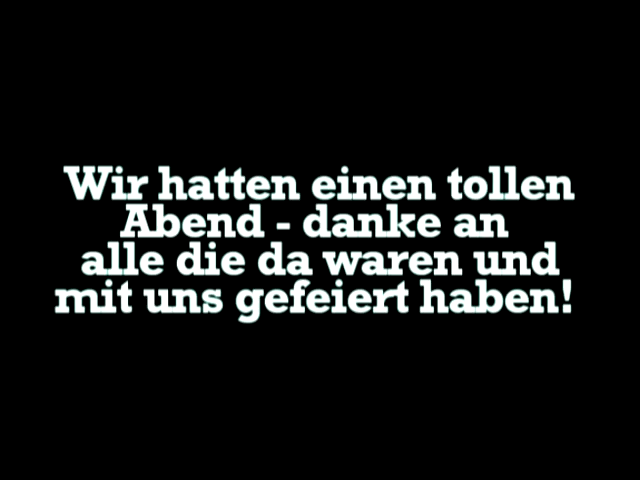 Wir hatten einen tollen
Abend - danke an
alle die da waren und
mit uns gefeiert haben!